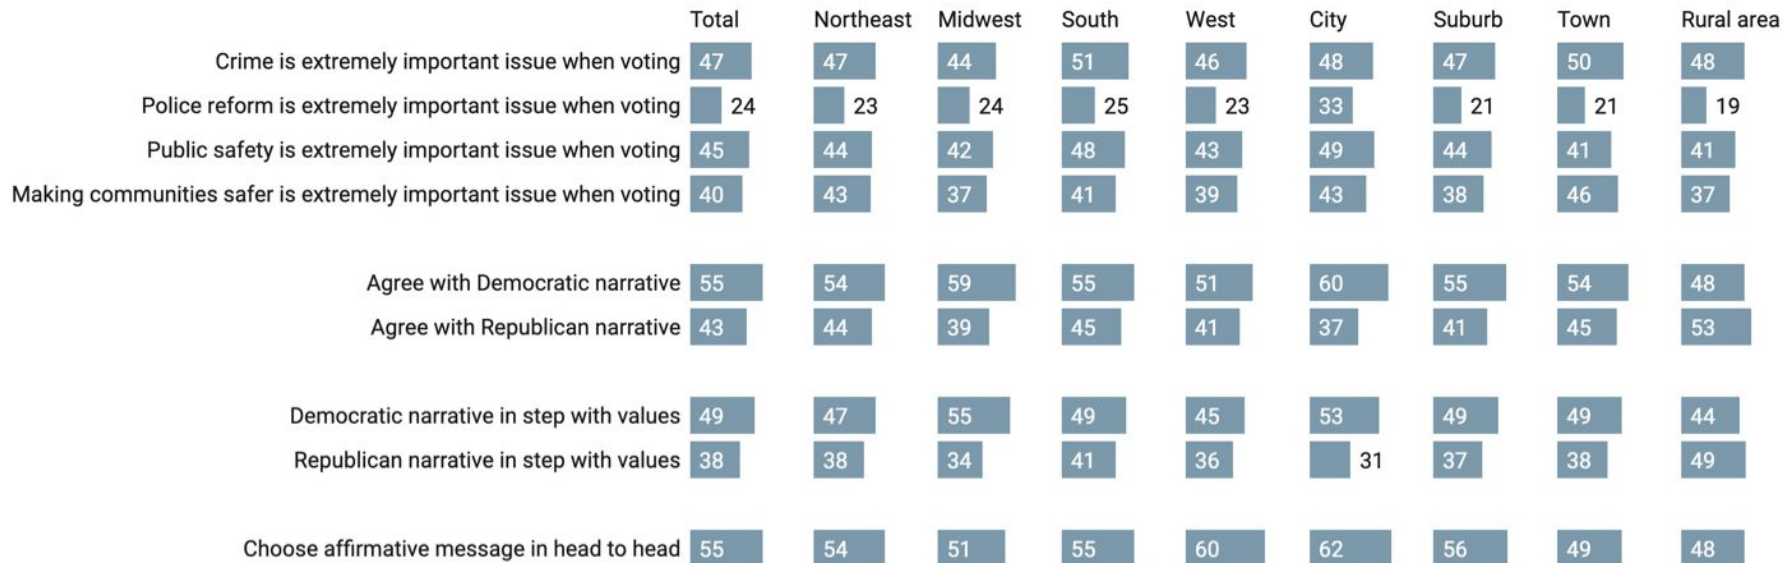 Total Northeast Midwest South West City Suburb Town Rural area
Crime is extremely important issue when voting 47 47 44 51 46 48 47 50 48
Police reform is extremely important issue when voting 24 23 24 25 23 33 21 21 19
Public safety is extremely important issue when voting 45 44 42 48 43 49 44 41 41
Making communities safer is extremely important issue when voting 40 43 37 41 39 43 38 46 37
Agree with Democratic narrative 55 54 59 55 51 60 55 54 48
Agree with Republican narrative 43 44 39 45 41 37 41 45 53
Democratic narrative in step with values 49 47 55 49 45 53 49 49 44
Republican narrative in step with values 38 38 34 41 36 31 37 38 49
Choose affirmative message in head to head 55 54 51 55 60 62 56 49 48